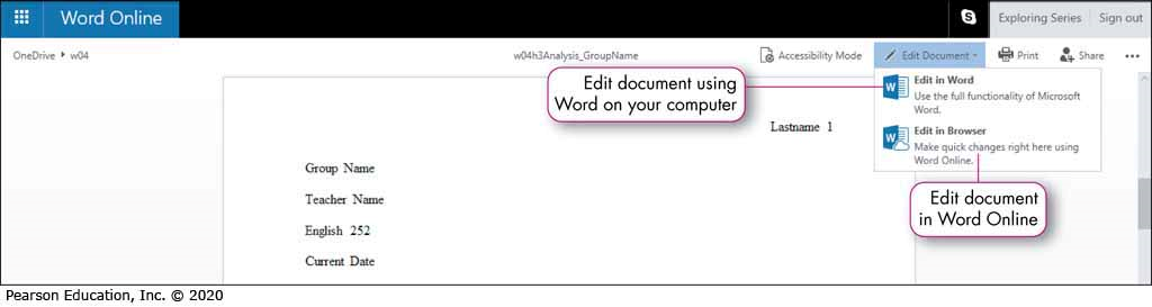 Word Online
Exploring Series
Sign out
OneDrive ▸ w04
w04h3Analysis_GroupName
Accessibility Mode
Edit Document
Print
Share
•••
Edit document using
Word on your computer
Edit in Word
Use the full functionality of Microsoft
Word.
Edit in Browser
Make quick changes right here using
Word Online.
Edit document
in Word Online
Lastname 1
Group Name
Teacher Name
English 252
Current Date
Pearson Education, Inc. © 2020